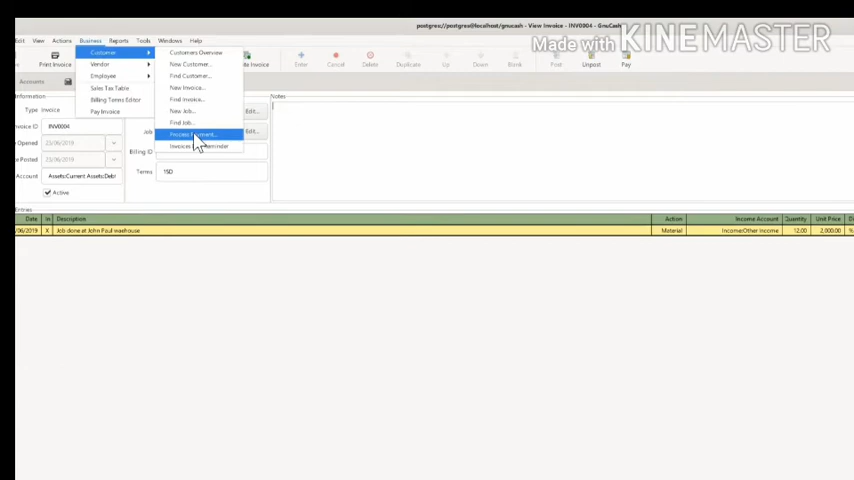 postgres://postgres@localhost/gnucash - View Invoice - INV0004 - GnuCash
Made with KINEMASTER
Edit View Actions Business Reports Tools Windows Help
Print Invoice
Invoice
Enter Cancel Delete Duplicate Up Down Blank Post Unpost Pay
Accounts
Customer
Vendor
Employee
Sales Tax Table
Billing Terms Editor
Pay Invoice
Customers Overview
New Customer...
Find Customer...
New Invoice...
Find Invoice...
New Job...
Find Job...
Process Payment...
Invoices Reminder
Information
Notes
Type Invoice
Invoice ID INV0004
Opened 23/06/2019
Posted 23/06/2019
Account Assets:Current Assets:Debt
Active
Edit...
Job Edit...
Billing ID
Terms 15D
Entries
Date In Description Action Income Account Quantity Unit Price
/06/2019 X Job done at John Paul waehouse Material Income:Other Income 12.00 2,000.00 %